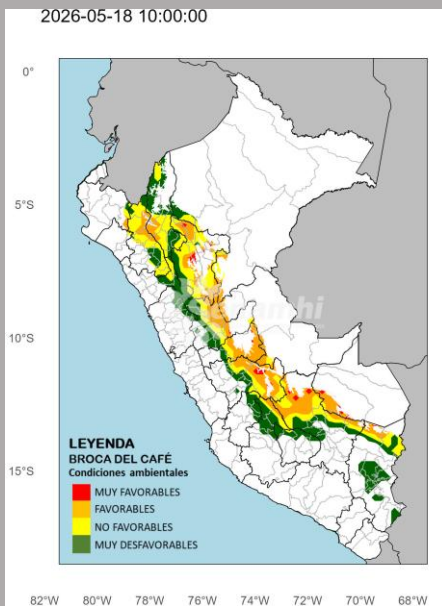 2026-05-18 10:00:00
0°
5°S
10°S
15°S
senamhi
LEYENDA
BROCA DEL CAFÉ
Condiciones ambientales
MUY FAVORABLES
FAVORABLES
NO FAVORABLES
MUY DESFAVORABLES
82°W 80°W 78°W 76°W 74°W 72°W 70°W 68°W